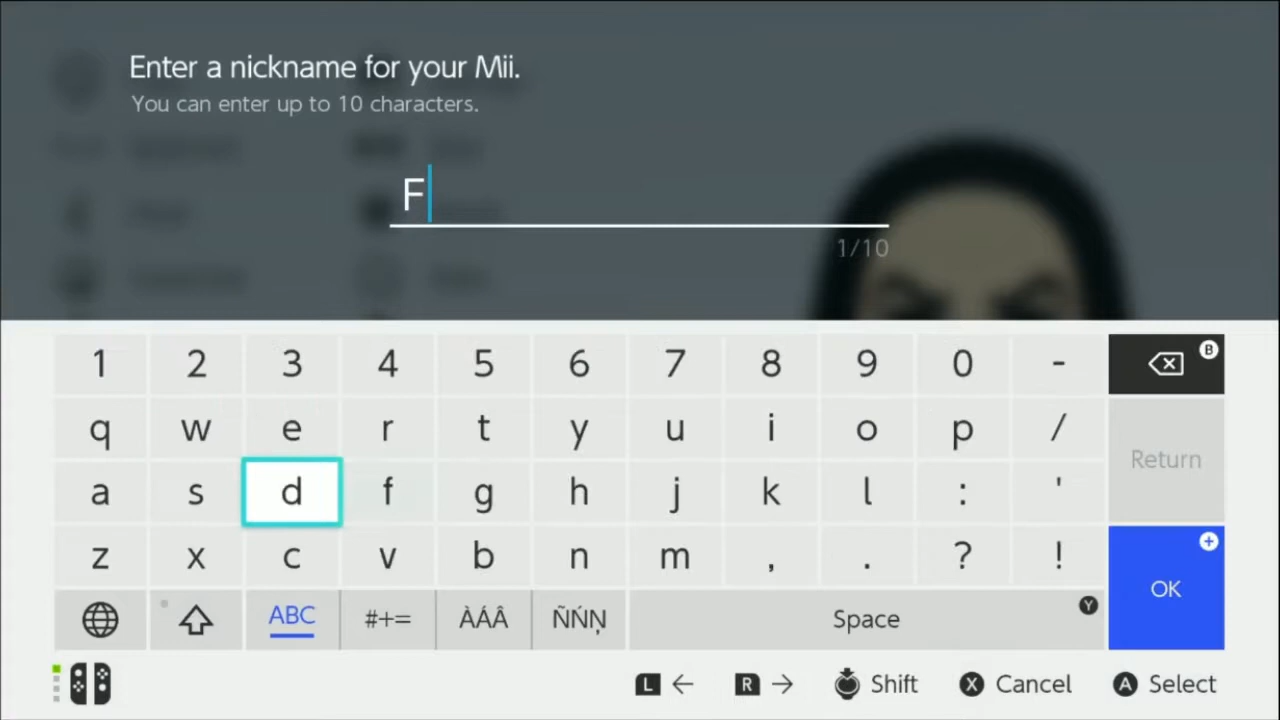 Enter a nickname for your Mii.
You can enter up to 10 characters.
F
1/10
1 2 3 4 5 6 7 8 9 0 - B
q w e r t y u i o p /
a s d f g h j k l : ' Return
z x c v b n m , . ? ! +
ABC #+= ÀÁÂ ÑŃŅ Space Y OK
L ← R → Shift X Cancel A Select